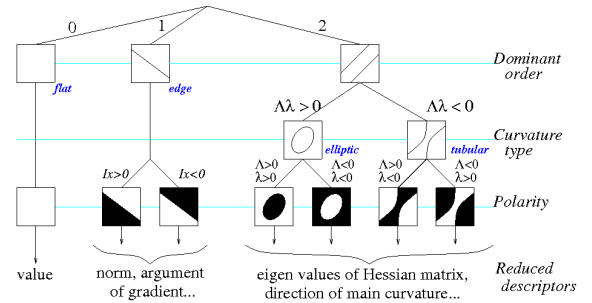 0 1 2
Dominant order
flat
edge
Λλ > 0
Λλ < 0
Curvature type
elliptic
tubular
Ix>0
Ix<0
Λ>0 λ>0
Λ<0 λ<0
Λ>0 λ<0
Λ<0 λ>0
Polarity
value
norm, argument of gradient...
eigen values of Hessian matrix, direction of main curvature...
Reduced descriptors